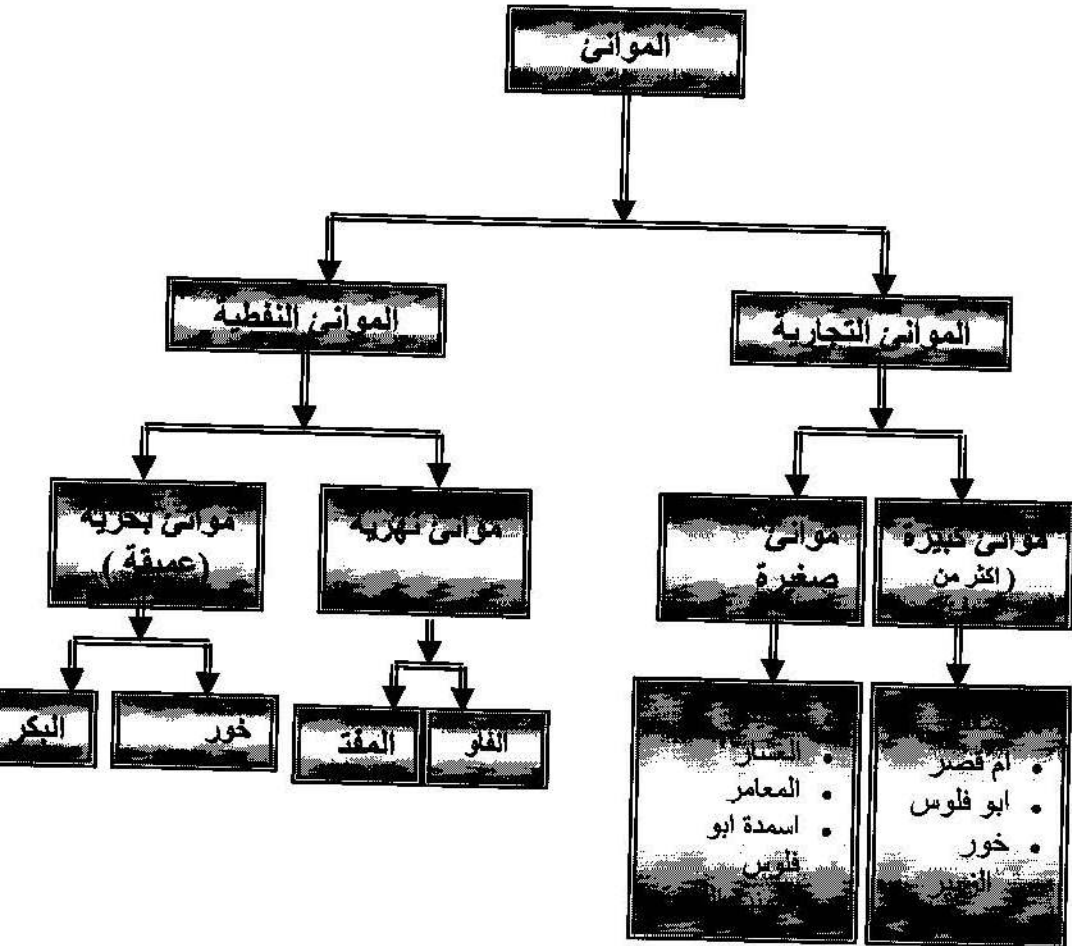 الموانئ
الموانئ التجارية
الموانئ النفطية
موانئ كبيرة
( اكثر من
موانئ
صغيرة
موانئ نهرية
موانئ بحرية
(عميقة )
• ام قصر
• ابو فلوس
• خور
الزبير
•
• المعامر
• اسمدة ابو
فلوس
الفاو
المفتـ
خور
البكر